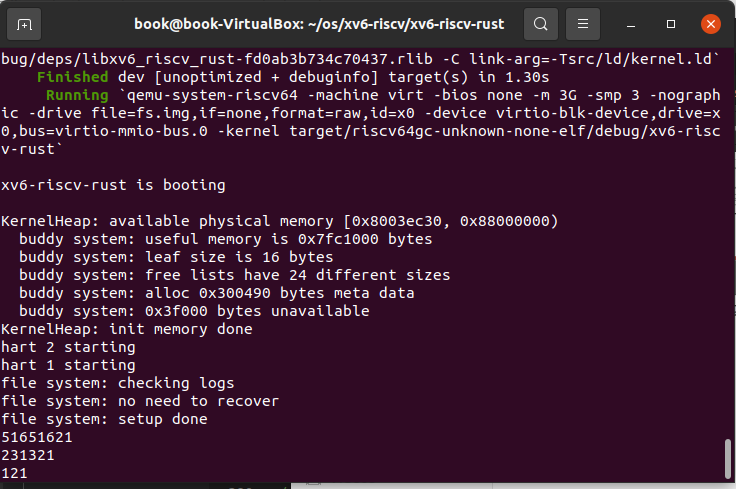 book@book-VirtualBox: ~/os/xv6-riscv/xv6-riscv-rust
bug/deps/libxv6_riscv_rust-fd0ab3b734c70437.rlib -C link-arg=-Tsrc/ld/kernel.ld`
Finished dev [unoptimized + debuginfo] target(s) in 1.30s
Running `qemu-system-riscv64 -machine virt -bios none -m 3G -smp 3 -nograph
ic -drive file=fs.img,if=none,format=raw,id=x0 -device virtio-blk-device,drive=x
0,bus=virtio-mmio-bus.0 -kernel target/riscv64gc-unknown-none-elf/debug/xv6-risc
v-rust`
xv6-riscv-rust is booting
KernelHeap: available physical memory [0x8003ec30, 0x88000000)
buddy system: useful memory is 0x7fc1000 bytes
buddy system: leaf size is 16 bytes
buddy system: free lists have 24 different sizes
buddy system: alloc 0x300490 bytes meta data
buddy system: 0x3f000 bytes unavailable
KernelHeap: init memory done
hart 2 starting
hart 1 starting
file system: checking logs
file system: no need to recover
file system: setup done
51651621
231321
121